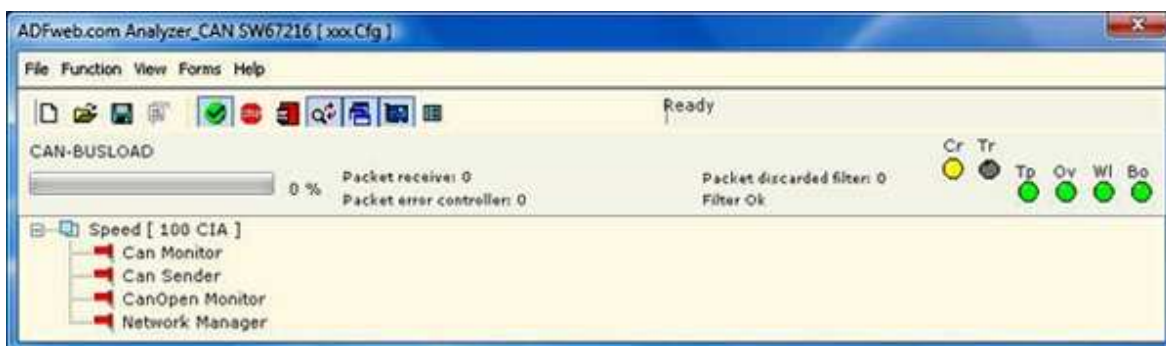 ADFweb.com Analyzer_CAN SW67216 [ xxx.Cfg ]
File Function View Forms Help
Ready
CAN-BUSLOAD
0 %
Packet receive: 0
Packet error controller: 0
Packet discarded filter: 0
Filter Ok
Cr Tr
Tp Ov Wl Bo
Speed [ 100 CIA ]
Can Monitor
Can Sender
CanOpen Monitor
Network Manager